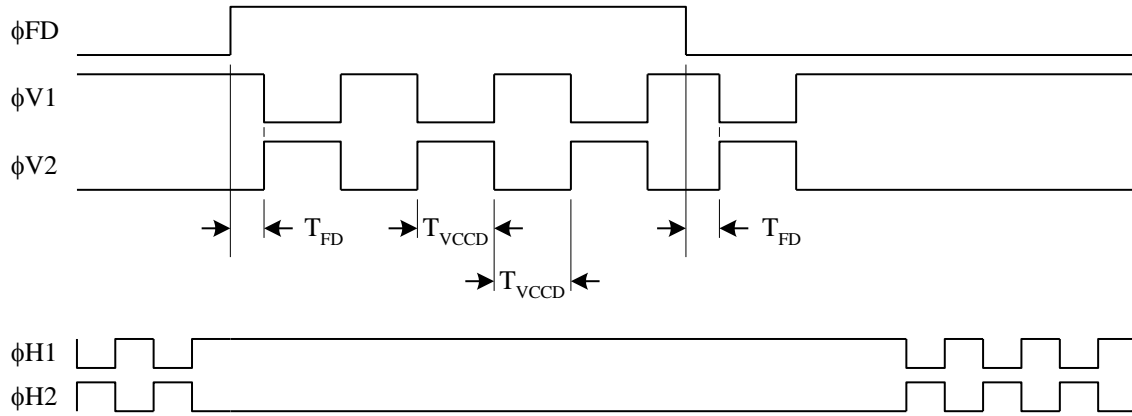 ϕFD
ϕV1
ϕV2
T_FD T_VCCD T_FD
T_VCCD
ϕH1
ϕH2